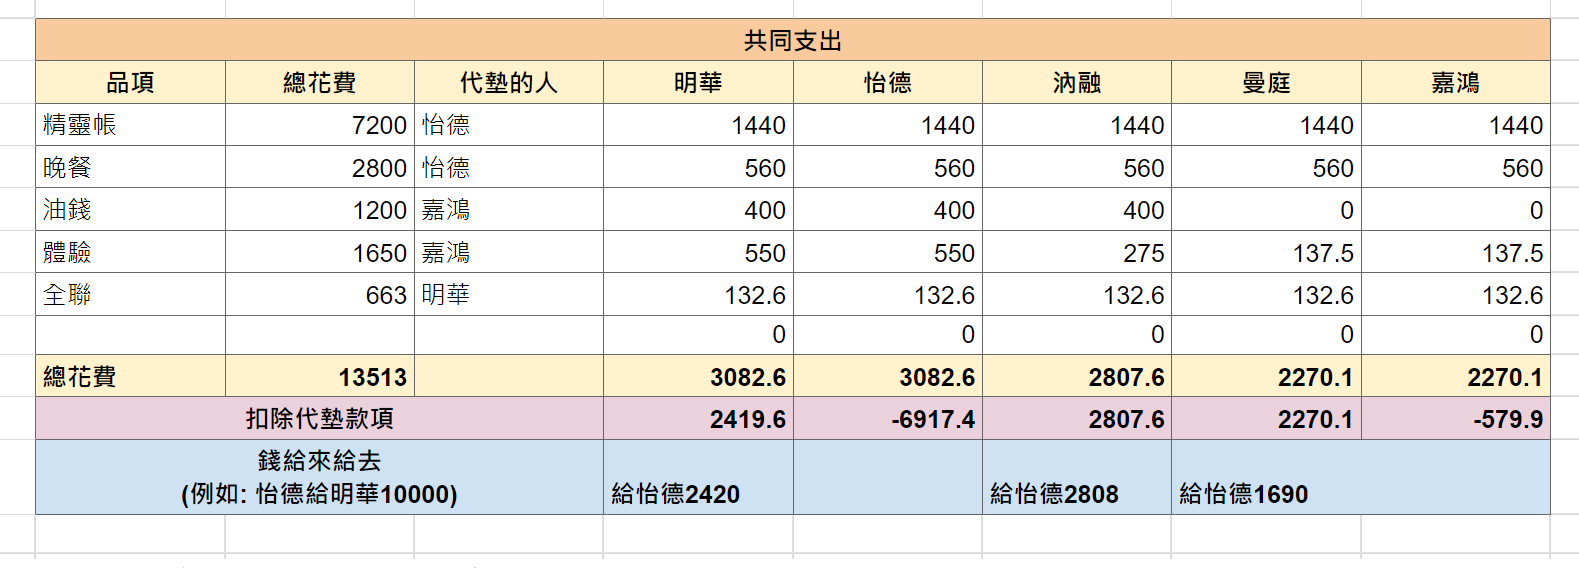 共同支出
品項 總花費 代墊的人 明華 怡德 汭融 曼庭 嘉鴻
精靈帳 7200 怡德 1440 1440 1440 1440 1440
晚餐 2800 怡德 560 560 560 560 560
油錢 1200 嘉鴻 400 400 400 0 0
體驗 1650 嘉鴻 550 550 275 137.5 137.5
全聯 663 明華 132.6 132.6 132.6 132.6 132.6
0 0 0 0 0
總花費 13513 3082.6 3082.6 2807.6 2270.1 2270.1
扣除代墊款項 2419.6 -6917.4 2807.6 2270.1 -579.9
錢給來給去
(例如: 怡德給明華10000) 給怡德2420 給怡德2808 給怡德1690